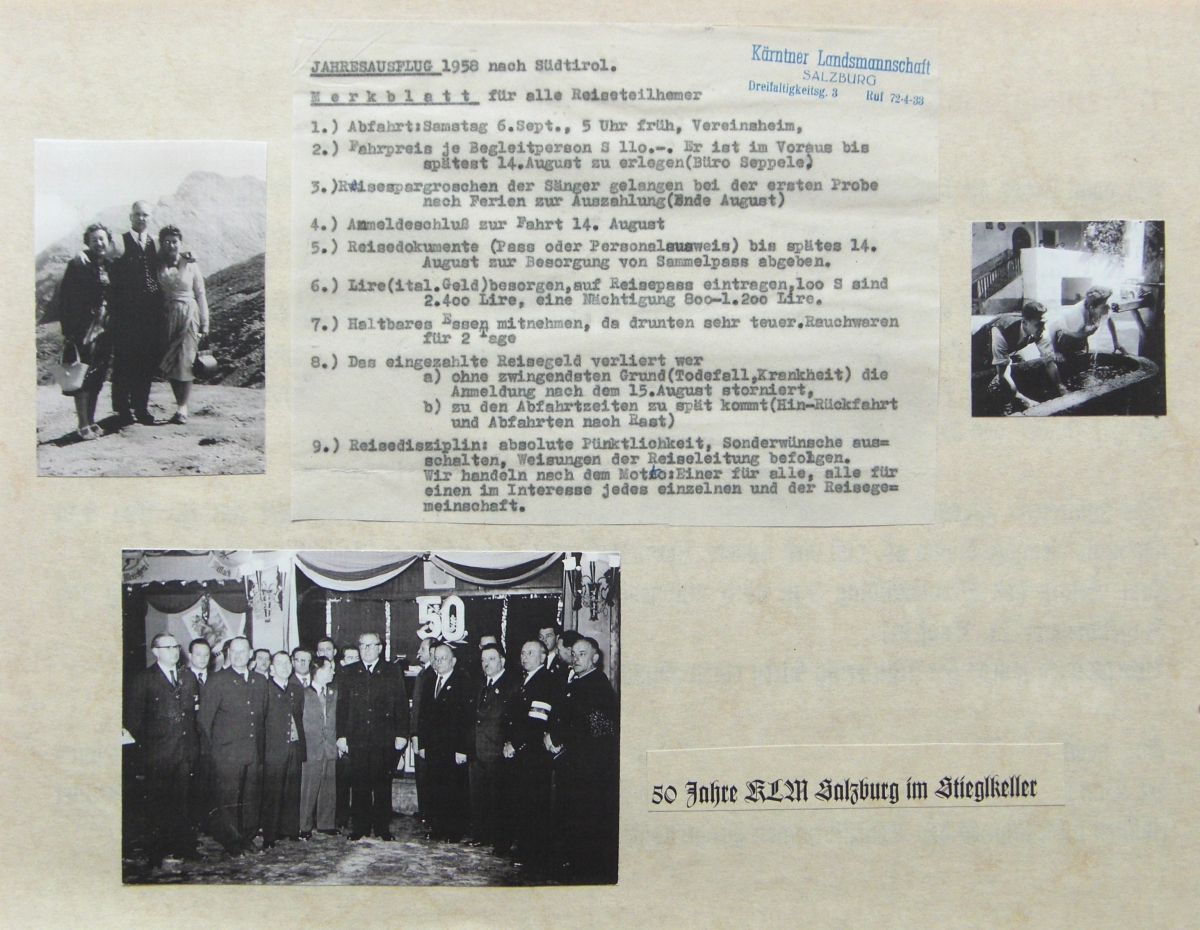 JAHRESAUSFLUG 1958 nach Südtirol.
Kärntner Landsmannschaft
SALZBURG
Dreifaltigkeitsg. 3 Ruf 72-4-33
Merkblatt für alle Reiseteilhemer
1.) Abfahrt:Samstag 6.Sept., 5 Uhr früh, Vereinsheim,
2.) Fahrpreis je Begleitperson S 11o.-. Er ist im Voraus bis
spätest 14.August zu erlegen(Büro Seppele)
3.)Reisespargroschen der Sänger gelangen bei der ersten Probe
nach Ferien zur Auszahlung(Ende August)
4.) Anmeldeschluß zur Fahrt 14. August
5.) Reisedokumente (Pass oder Personalausweis) bis spätes 14.
August zur Besorgung von Sammelpass abgeben.
6.) Lire(ital.Geld)besorgen,auf Reisepass eintragen,1oo S sind
2.4oo Lire, eine Nächtigung 8oo-1.2oo Lire.
7.) Haltbares Essen mitnehmen, da drunten sehr teuer.Rauchwaren
für 2 Tage
8.) Das eingezahlte Reisegeld verliert wer
a) ohne zwingendsten Grund(Todefall,Krankheit) die
Anmeldung nach dem 15.August storniert,
b) zu den Abfahrtzeiten zu spät kommt(Hin-Rückfahrt
und Abfahrten nach Rast)
9.) Reisedisziplin: absolute Pünktlichkeit, Sonderwünsche aus=
schalten, Weisungen der Reiseleitung befolgen.
Wir handeln nach dem Motto:Einer für alle, alle für
einen im Interesse jedes einzelnen und der Reisege=
meinschaft.
50
50 Jahre KLM Salzburg im Stieglkeller